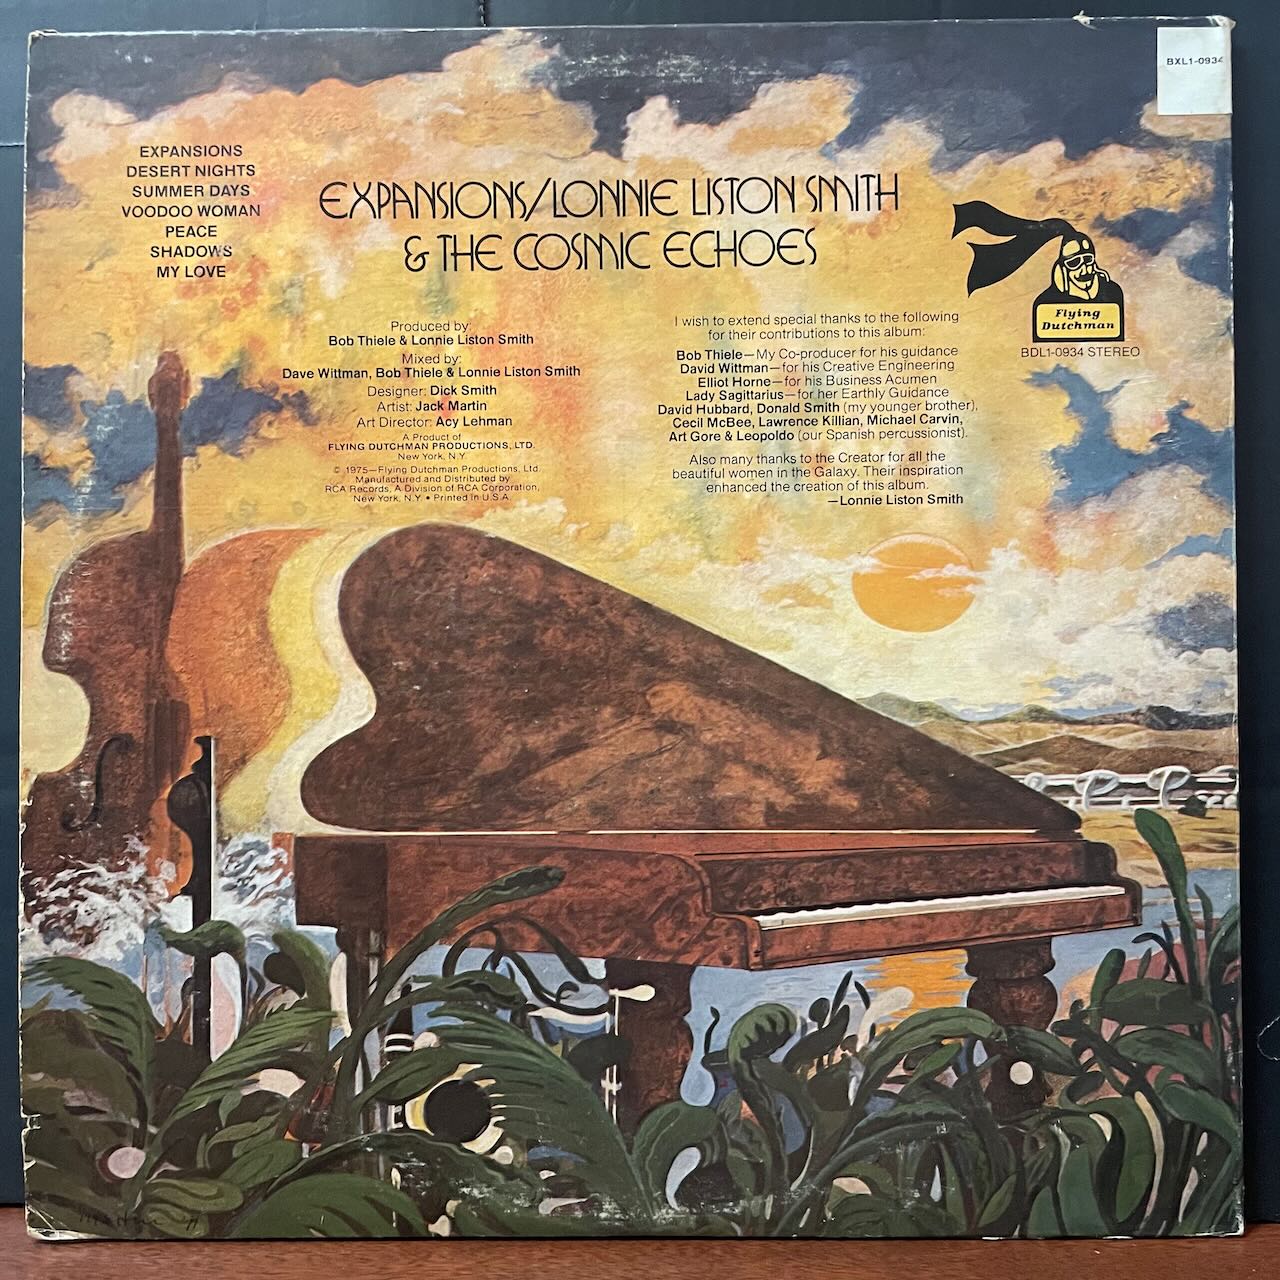 BXL1-0934
EXPANSIONS
DESERT NIGHTS
SUMMER DAYS
VOODOO WOMAN
PEACE
SHADOWS
MY LOVE
EXPANSIONS/LONNIE LISTON SMITH
& THE COSMIC ECHOES
Flying
Dutchman
BDL1-0934 STEREO
Produced by:
Bob Thiele & Lonnie Liston Smith
Mixed by:
Dave Wittman, Bob Thiele & Lonnie Liston Smith
Designer: Dick Smith
Artist: Jack Martin
Art Director: Acy Lehman
A Product of
FLYING DUTCHMAN PRODUCTIONS, LTD.
New York, N.Y.
© 1975—Flying Dutchman Productions, Ltd.
Manufactured and Distributed by
RCA Records, A Division of RCA Corporation,
New York, N.Y. • Printed in U.S.A.
I wish to extend special thanks to the following
for their contributions to this album:
Bob Thiele—My Co-producer for his guidance
David Wittman—for his Creative Engineering
Elliot Horne—for his Business Acumen
Lady Sagittarius—for her Earthly Guidance
David Hubbard, Donald Smith (my younger brother),
Cecil McBee, Lawrence Killian, Michael Carvin,
Art Gore & Leopoldo (our Spanish percussionist).
Also many thanks to the Creator for all the
beautiful women in the Galaxy. Their inspiration
enhanced the creation of this album.
—Lonnie Liston Smith